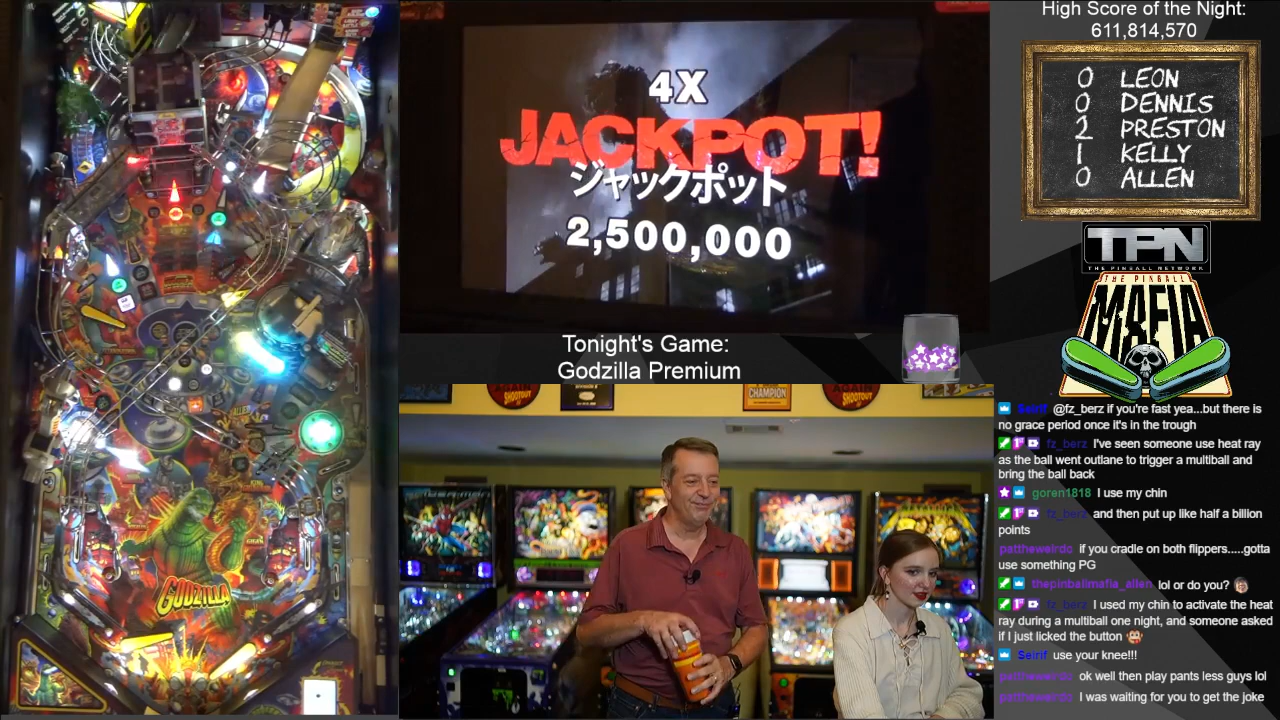 4X
JACKPOT!
ジャックポット
2,500,000
High Score of the Night:
611,814,570
0 LEON
0 DENNIS
2 PRESTON
1 KELLY
0 ALLEN
TPN
THE PINBALL NETWORK
THE PINBALL
MAFIA
Tonight's Game:
Godzilla Premium
GODZILLA
AGAIN
SHOOTOUT
CHAMPION
AGAIN
SHOOTOUT
Seirif @fz_berz if you're fast yea...but there is
no grace period once it's in the trough
fz_berz I've seen someone use heat ray
as the ball went outlane to trigger a multiball and
bring the ball back
goren1818 I use my chin
fz_berz and then put up like half a billion
points
pattheweirdo if you cradle on both flippers.....gotta
use something PG
thepinballmafia_allen lol or do you?
fz_berz I used my chin to activate the heat
ray during a multiball one night, and someone asked
if I just licked the button
Seirif use your knee!!!
pattheweirdo ok well then play pants less guys lol
pattheweirdo I was waiting for you to get the joke